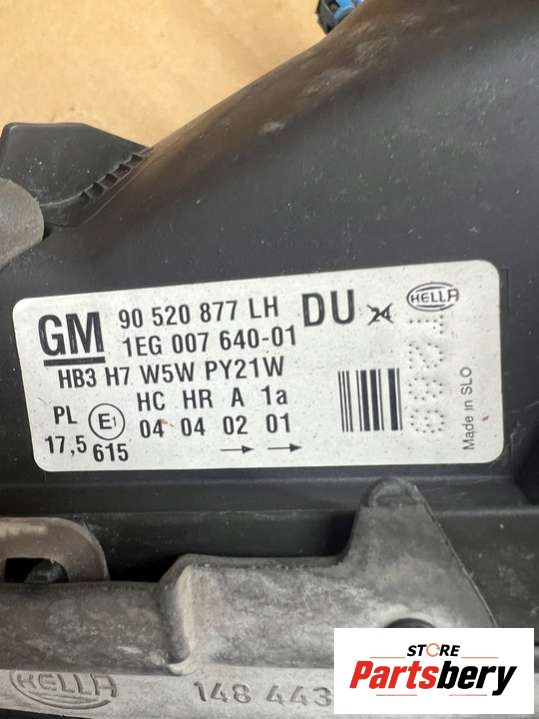 GM 90 520 877 LH DU 24 HELLA
1EG 007 640-01
HB3 H7 W5W PY21W
HC HR A 1a
PL E1 04 04 02 01
17,5 615
Made in SLO
HELLA 148 443
STORE
Partsbery